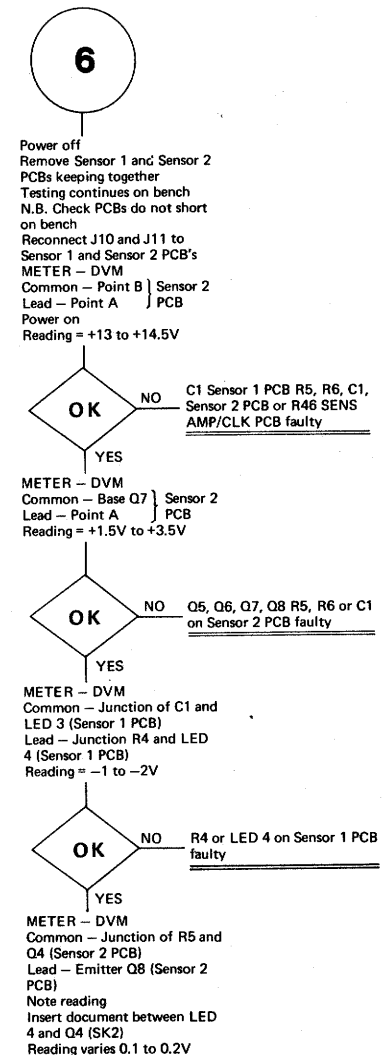 6
Power off
Remove Sensor 1 and Sensor 2
PCBs keeping together
Testing continues on bench
N.B. Check PCBs do not short
on bench
Reconnect J10 and J11 to
Sensor 1 and Sensor 2 PCB's
METER – DVM
Common – Point B } Sensor 2
Lead – Point A } PCB
Power on
Reading = +13 to +14.5V
OK
NO
C1 Sensor 1 PCB R5, R6, C1,
Sensor 2 PCB or R46 SENS
AMP/CLK PCB faulty
YES
METER – DVM
Common – Base Q7 } Sensor 2
Lead – Point A } PCB
Reading = +1.5V to +3.5V
OK
NO
Q5, Q6, Q7, Q8 R5, R6 or C1
on Sensor 2 PCB faulty
YES
METER – DVM
Common – Junction of C1 and
LED 3 (Sensor 1 PCB)
Lead – Junction R4 and LED
4 (Sensor 1 PCB)
Reading = –1 to –2V
OK
NO
R4 or LED 4 on Sensor 1 PCB
faulty
YES
METER – DVM
Common – Junction of R5 and
Q4 (Sensor 2 PCB)
Lead – Emitter Q8 (Sensor 2
PCB)
Note reading
Insert document between LED
4 and Q4 (SK2)
Reading varies 0.1 to 0.2V